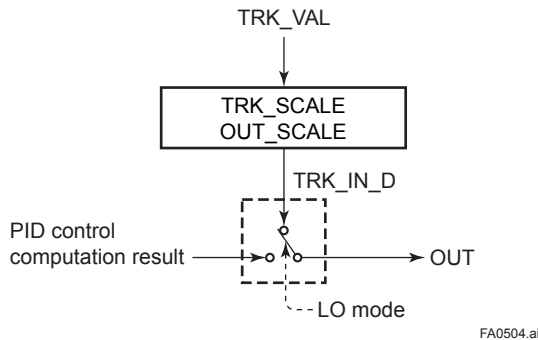 TRK_VAL
TRK_SCALE
OUT_SCALE
TRK_IN_D
PID control
computation result
OUT
LO mode
FA0504.ai